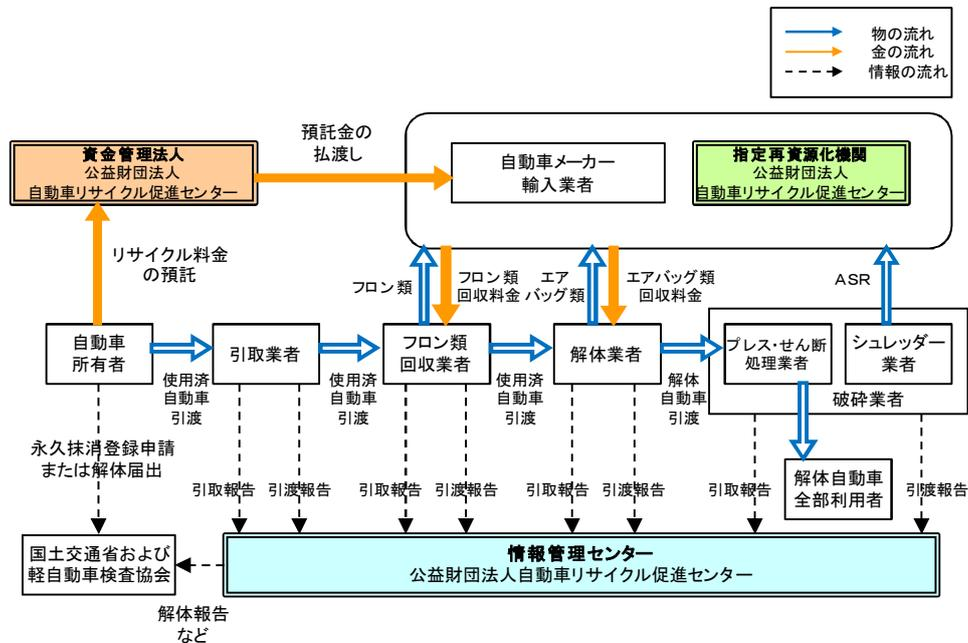 物の流れ
金の流れ
情報の流れ
預託金の
払渡し
資金管理法人
公益財団法人
自動車リサイクル促進センター
自動車メーカー
輸入業者
指定再資源化機関
公益財団法人
自動車リサイクル促進センター
リサイクル料金
の預託
フロン類
フロン類
回収料金
エア
バッグ類
エアバッグ類
回収料金
ASR
自動車
所有者
引取業者
フロン類
回収業者
解体業者
プレス・せん断
処理業者
シュレッダー
業者
破砕業者
使用済
自動車
引渡
使用済
自動車
引渡
使用済
自動車
引渡
解体
自動車
引渡
永久抹消登録申請
または解体届出
引取報告
引渡報告
引取報告
引渡報告
引取報告
引渡報告
引取報告
解体自動車
全部利用者
引渡報告
国土交通省および
軽自動車検査協会
情報管理センター
公益財団法人自動車リサイクル促進センター
解体報告
など